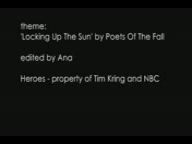 theme:
'Locking Up The Sun' by Poets Of The Fall
edited by Ana
Heroes - property of Tim Kring and NBC